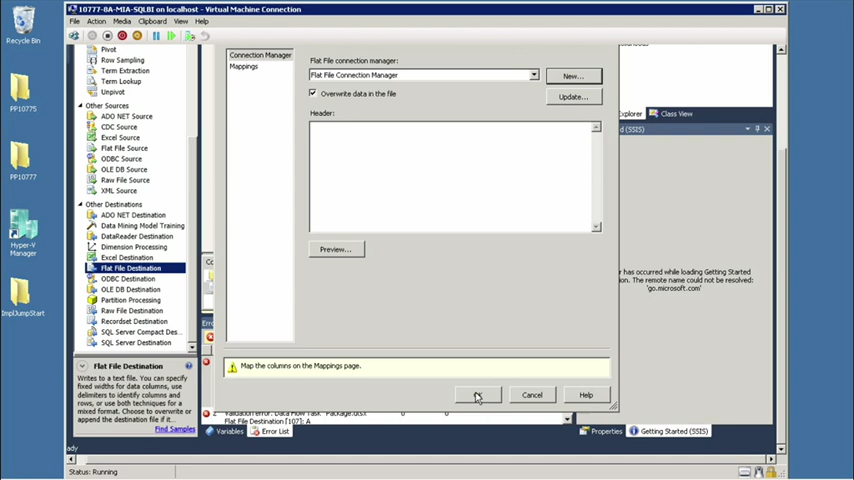 10777-BA-MIA-SQLBI on localhost - Virtual Machine Connection
File Action Media Clipboard View Help
Recycle Bin
PP10775
PP10777
Hyper-V
Manager
ImplJumpStart
Pivot
Row Sampling
Term Extraction
Term Lookup
Unpivot
Other Sources
ADO NET Source
CDC Source
Excel Source
Flat File Source
ODBC Source
OLE DB Source
Raw File Source
XML Source
Other Destinations
ADO NET Destination
Data Mining Model Training
DataReader Destination
Dimension Processing
Excel Destination
Flat File Destination
ODBC Destination
OLE DB Destination
Partition Processing
Raw File Destination
Recordset Destination
SQL Server Compact Des...
SQL Server Destination
Flat File Destination
Writes to a text file. You can specify
fixed widths for data columns, use
delimiters to identify columns and
rows, or use both techniques for a
mixed format. Choose to overwrite or
append the destination file if it...
Find Samples
Connection Manager
Mappings
Flat File connection manager:
Flat File Connection Manager
New...
Overwrite data in the file
Update...
Header:
Preview...
Map the columns on the Mappings page.
Cancel
Help
Validation error. Data Flow Task Package.dtsx 0 0
Flat File Destination [107]: A
Variables
Error List
Explorer
Class View
d (SSIS)
r has occurred while loading Getting Started
on. The remote name could not be resolved:
'go.microsoft.com'
Properties
Getting Started (SSIS)
eady
Status: Running